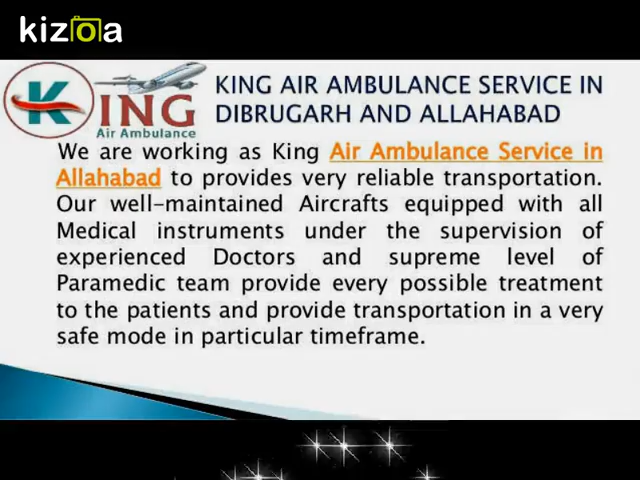 kizoa
KING
Air Ambulance
KING AIR AMBULANCE SERVICE IN
DIBRUGARH AND ALLAHABAD
We are working as King Air Ambulance Service in
Allahabad to provides very reliable transportation.
Our well-maintained Aircrafts equipped with all
Medical instruments under the supervision of
experienced Doctors and supreme level of
Paramedic team provide every possible treatment
to the patients and provide transportation in a very
safe mode in particular timeframe.